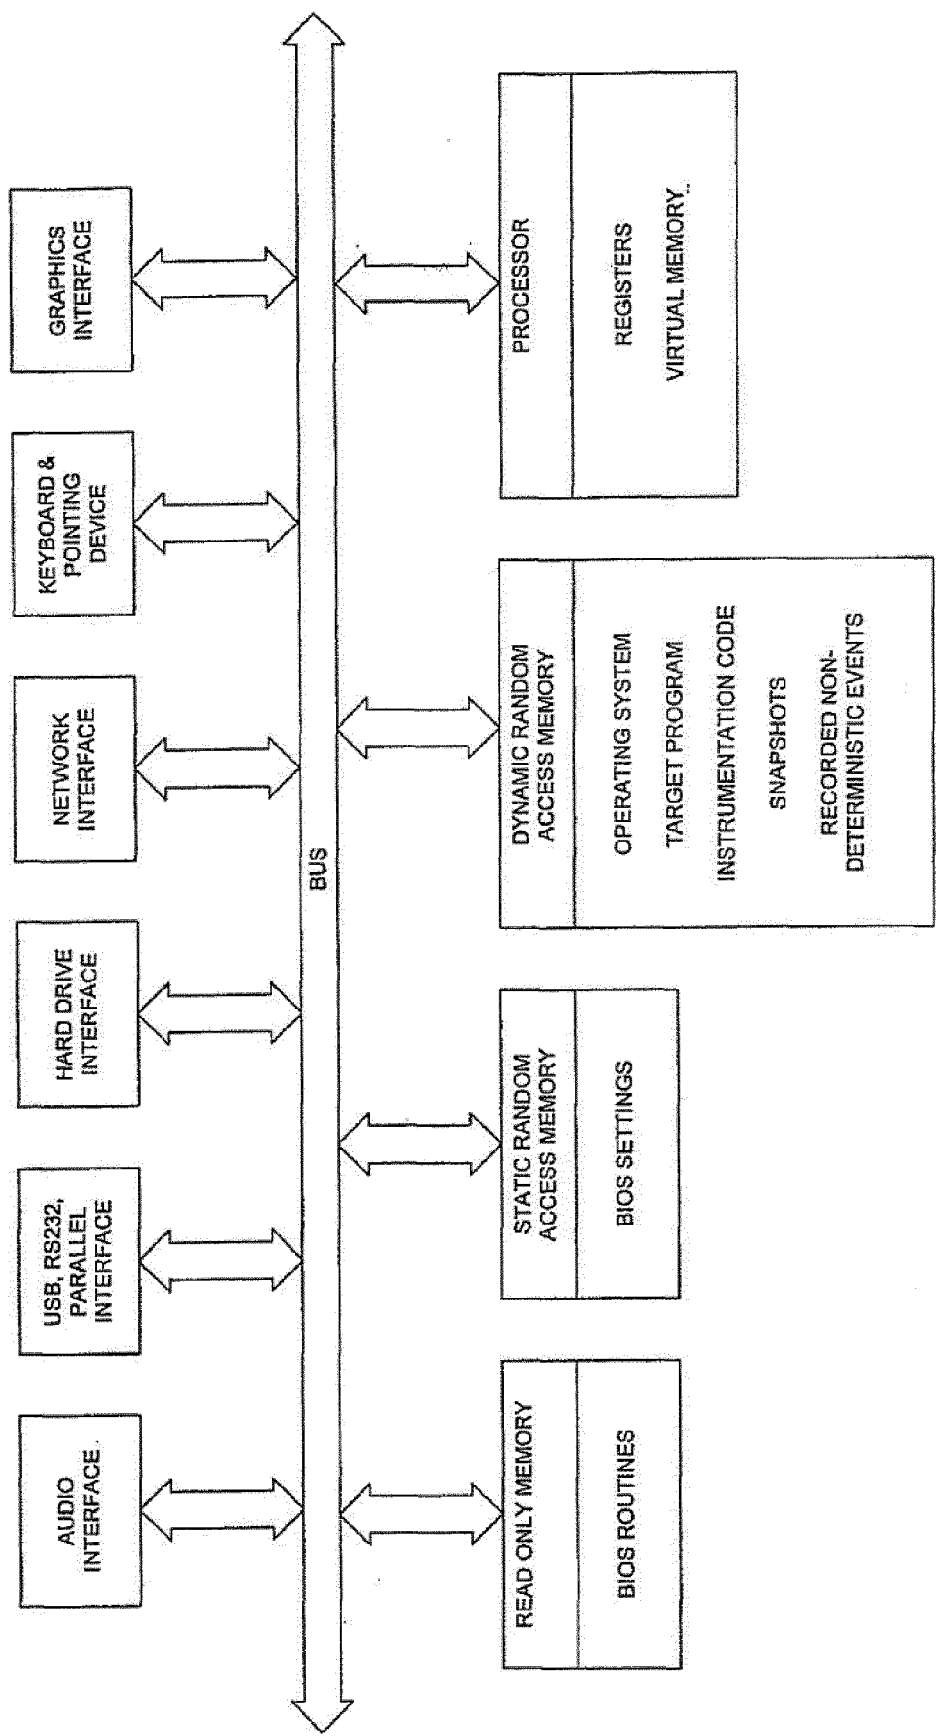 AUDIO
INTERFACE
USB, RS232,
PARALLEL
INTERFACE
HARD DRIVE
INTERFACE
NETWORK
INTERFACE
KEYBOARD &
POINTING
DEVICE
GRAPHICS
INTERFACE
BUS
READ ONLY MEMORY
BIOS ROUTINES
STATIC RANDOM
ACCESS MEMORY
BIOS SETTINGS
DYNAMIC RANDOM
ACCESS MEMORY
OPERATING SYSTEM
TARGET PROGRAM
INSTRUMENTATION CODE
SNAPSHOTS
RECORDED NON-
DETERMINISTIC EVENTS
PROCESSOR
REGISTERS
VIRTUAL MEMORY